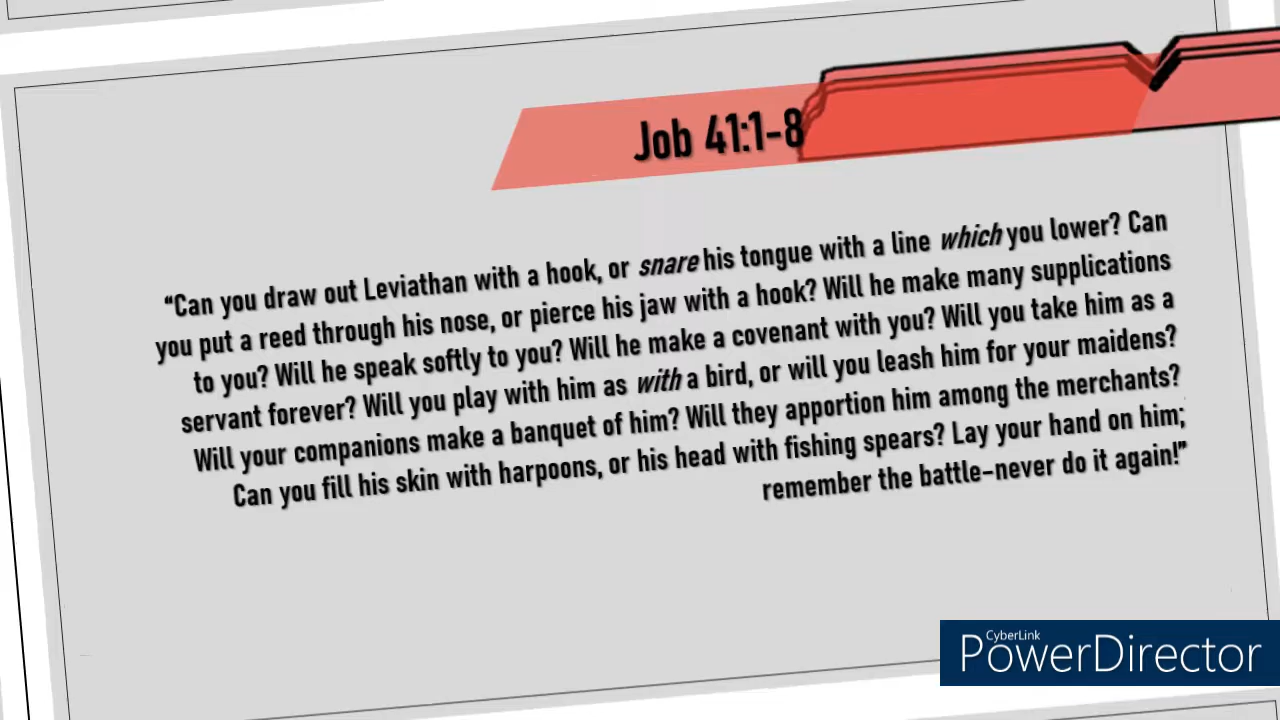 Job 41:1-8
“Can you draw out Leviathan with a hook, or snare his tongue with a line which you lower? Can
you put a reed through his nose, or pierce his jaw with a hook? Will he make many supplications
to you? Will he speak softly to you? Will he make a covenant with you? Will you take him as a
servant forever? Will you play with him as with a bird, or will you leash him for your maidens?
Will your companions make a banquet of him? Will they apportion him among the merchants?
Can you fill his skin with harpoons, or his head with fishing spears? Lay your hand on him;
remember the battle–never do it again!”
CyberLink
PowerDirector